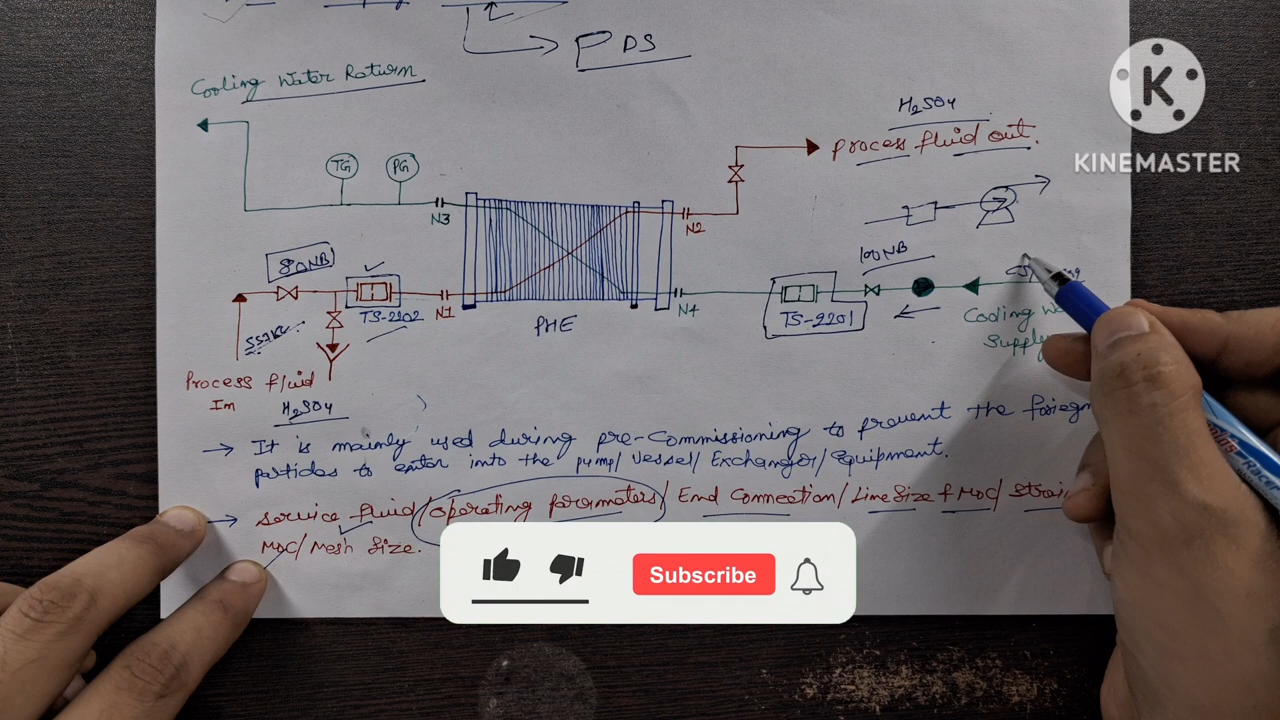 PDS
Cooling Water Raturn
H2SO4
process fluid out.
KINEMASTER
TG
PG
N3
N2
80NB
100NB
TS-2202
N1
PHE
N4
TS-2201
Cooling
Supply
Process fluid
In
H2SO4
→ It is mainly used during pre-Commissioning to prevent the
particles to enter into the pump/ Vessel/ Exchanger/ Equipment.
→ Service fluid/operating parameters/ End Connection/ Line Size & MOC/
MOC/Mesh Size.
Subscribe